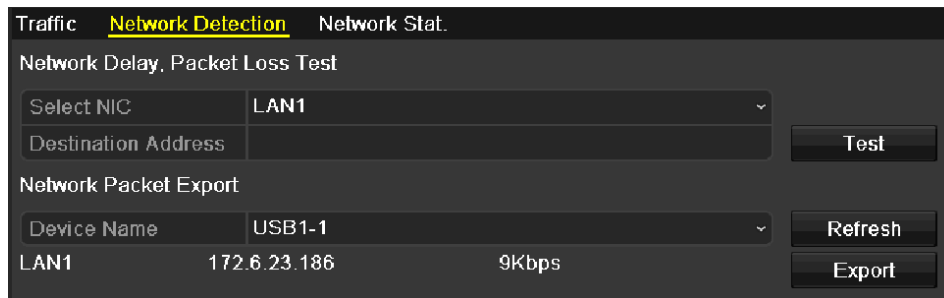 Traffic Network Detection Network Stat.
Network Delay, Packet Loss Test
Select NIC LAN1
Destination Address Test
Network Packet Export
Device Name USB1-1 Refresh
LAN1 172.6.23.186 9Kbps Export